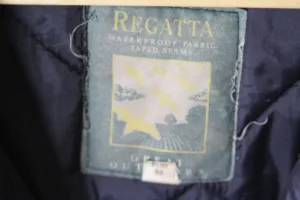 REGATTA
WATERPROOF FABRIC
TAPED SEAMS
GREAT
OUTDOORS